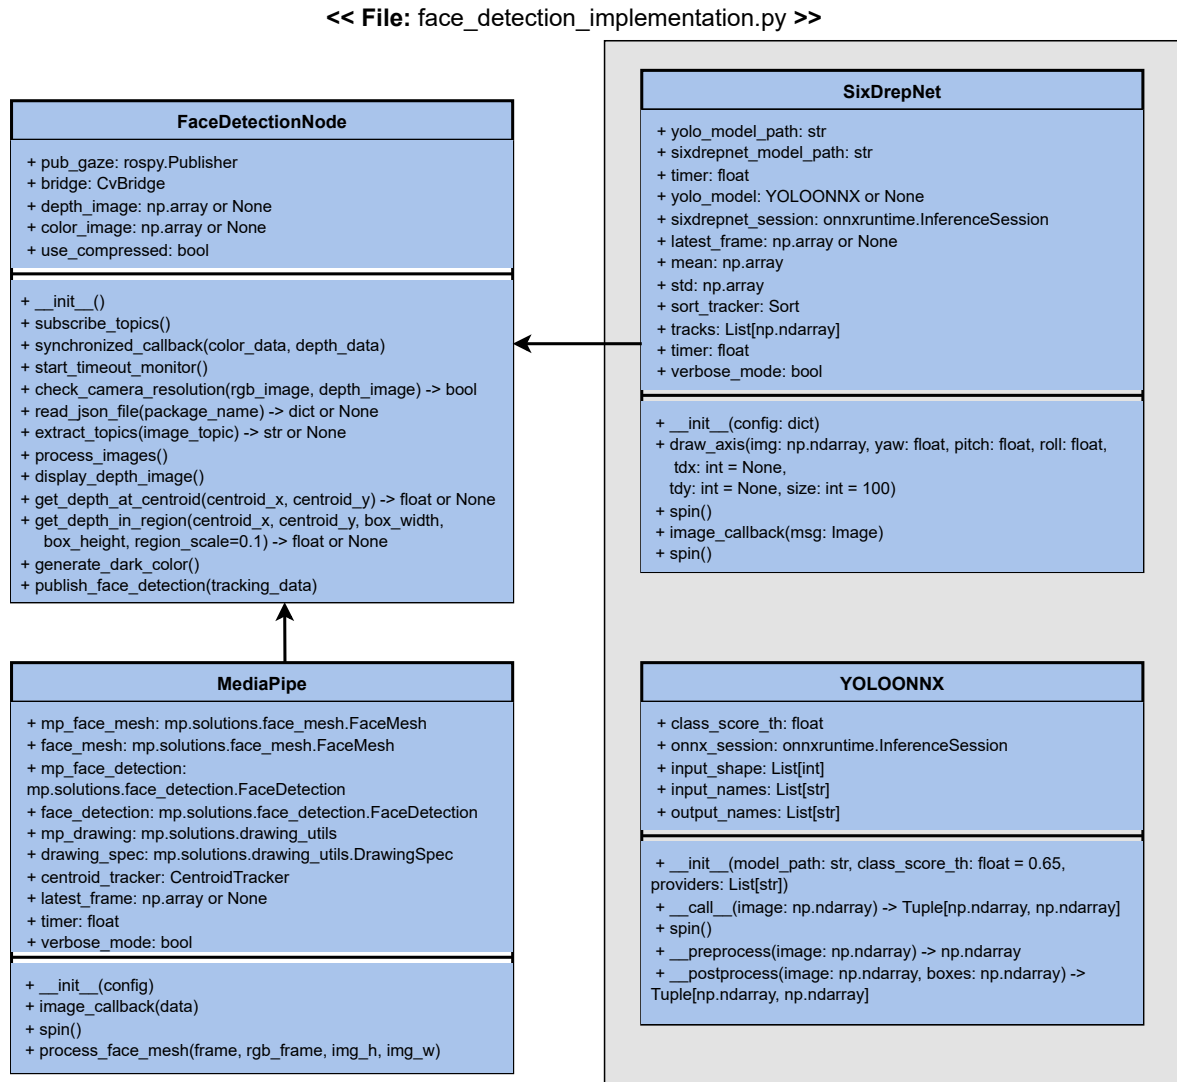 << File: face_detection_implementation.py >>
FaceDetectionNode
+ pub_gaze: rospy.Publisher
+ bridge: CvBridge
+ depth_image: np.array or None
+ color_image: np.array or None
+ use_compressed: bool
+ __init__()
+ subscribe_topics()
+ synchronized_callback(color_data, depth_data)
+ start_timeout_monitor()
+ check_camera_resolution(rgb_image, depth_image) -> bool
+ read_json_file(package_name) -> dict or None
+ extract_topics(image_topic) -> str or None
+ process_images()
+ display_depth_image()
+ get_depth_at_centroid(centroid_x, centroid_y) -> float or None
+ get_depth_in_region(centroid_x, centroid_y, box_width,
box_height, region_scale=0.1) -> float or None
+ generate_dark_color()
+ publish_face_detection(tracking_data)
MediaPipe
+ mp_face_mesh: mp.solutions.face_mesh.FaceMesh
+ face_mesh: mp.solutions.face_mesh.FaceMesh
+ mp_face_detection:
mp.solutions.face_detection.FaceDetection
+ face_detection: mp.solutions.face_detection.FaceDetection
+ mp_drawing: mp.solutions.drawing_utils
+ drawing_spec: mp.solutions.drawing_utils.DrawingSpec
+ centroid_tracker: CentroidTracker
+ latest_frame: np.array or None
+ timer: float
+ verbose_mode: bool
+ __init__(config)
+ image_callback(data)
+ spin()
+ process_face_mesh(frame, rgb_frame, img_h, img_w)
SixDrepNet
+ yolo_model_path: str
+ sixdrepnet_model_path: str
+ timer: float
+ yolo_model: YOLOONNX or None
+ sixdrepnet_session: onnxruntime.InferenceSession
+ latest_frame: np.array or None
+ mean: np.array
+ std: np.array
+ sort_tracker: Sort
+ tracks: List[np.ndarray]
+ timer: float
+ verbose_mode: bool
+ __init__(config: dict)
+ draw_axis(img: np.ndarray, yaw: float, pitch: float, roll: float,
tdx: int = None,
tdy: int = None, size: int = 100)
+ spin()
+ image_callback(msg: Image)
+ spin()
YOLOONNX
+ class_score_th: float
+ onnx_session: onnxruntime.InferenceSession
+ input_shape: List[int]
+ input_names: List[str]
+ output_names: List[str]
+ __init__(model_path: str, class_score_th: float = 0.65,
providers: List[str])
+ __call__(image: np.ndarray) -> Tuple[np.ndarray, np.ndarray]
+ spin()
+ __preprocess(image: np.ndarray) -> np.ndarray
+ __postprocess(image: np.ndarray, boxes: np.ndarray) ->
Tuple[np.ndarray, np.ndarray]